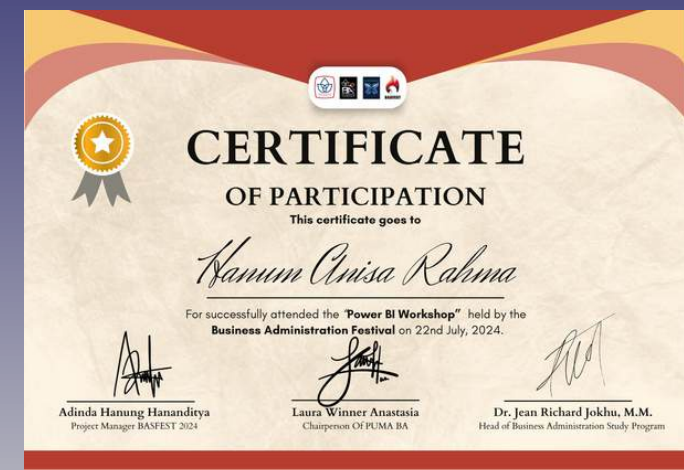 CERTIFICATE
OF PARTICIPATION
This certificate goes to
Hanum Anisa Rahma
For successfully attended the "Power BI Workshop" held by the
Business Administration Festival on 22nd July, 2024.
Adinda Hanung Hananditya
Project Manager BASFEST 2024
Laura Winner Anastasia
Chairperson Of PUMA BA
Dr. Jean Richard Jokhu, M.M.
Head of Business Administration Study Program